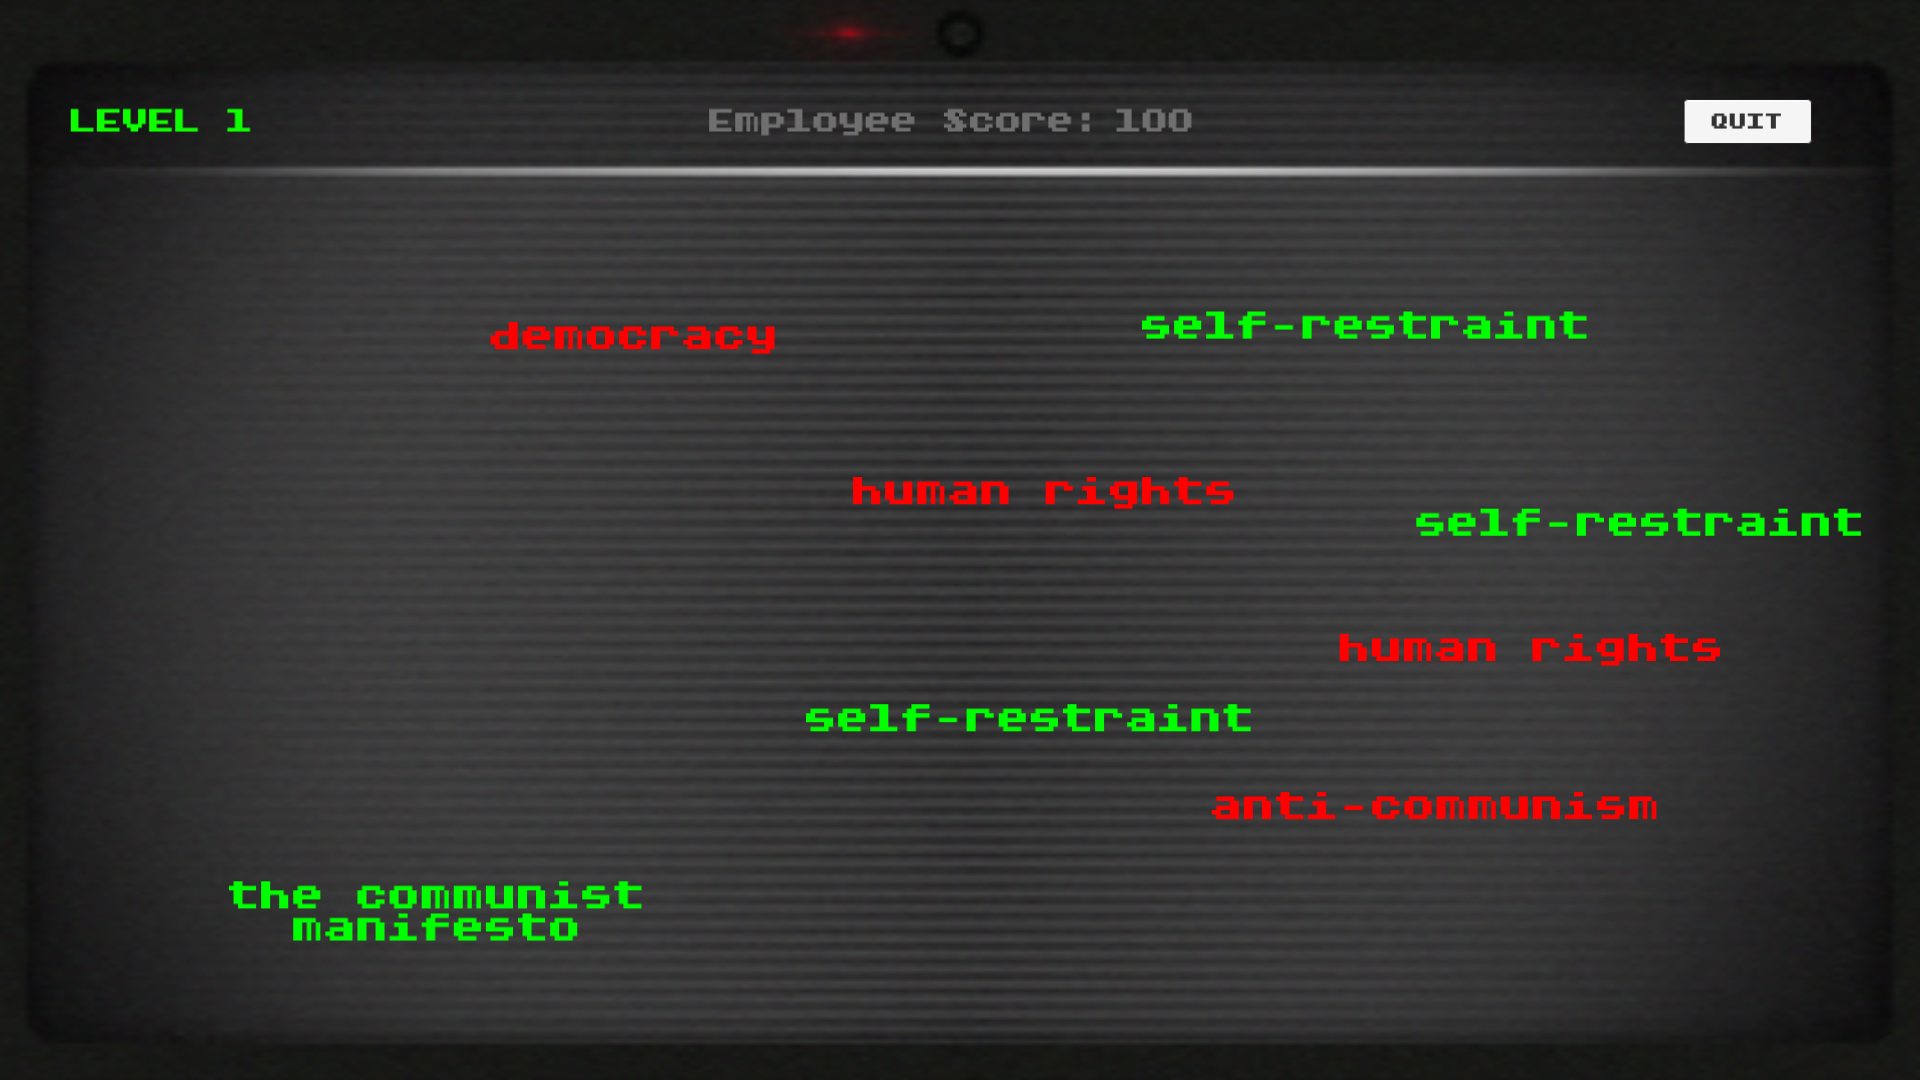 LEVEL 1
Employee Score: 100
QUIT
democracy
self-restraint
human rights
self-restraint
human rights
self-restraint
anti-communism
the communist
manifesto